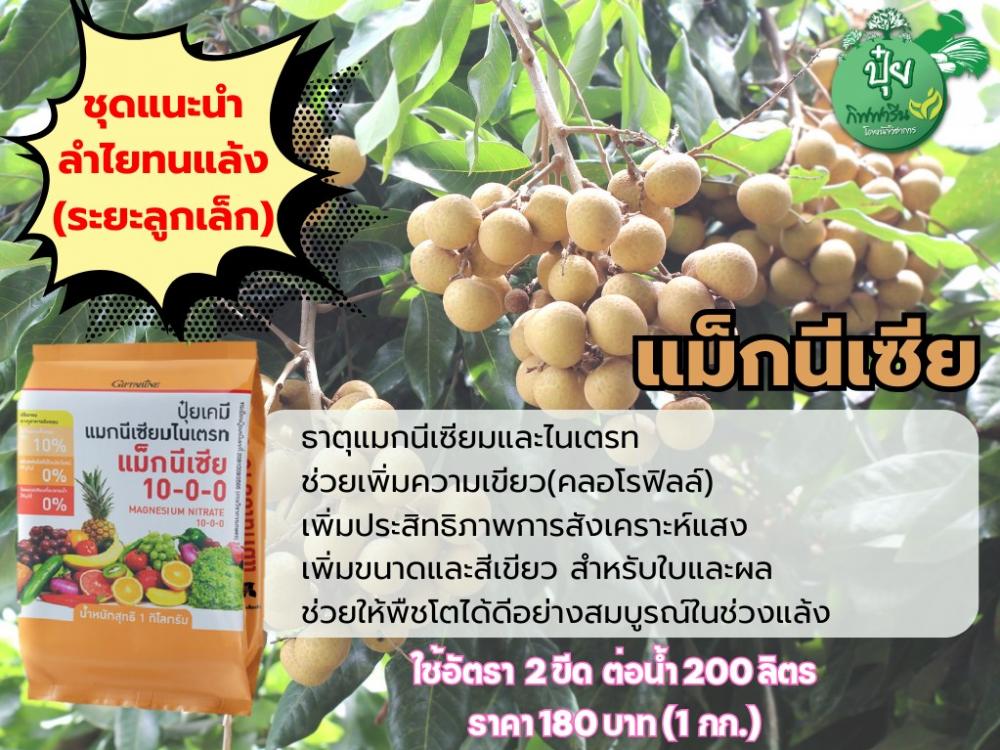 ชุดแนะนำ
ลำไยทนแล้ง
(ระยะลูกเล็ก)
ปุ๋ย
กิฟฟารีน
แม็กนีเซีย
GIFFARINE
ปุ๋ยเคมี
แมกนีเซียมไนเตรท
แม็กนีเซีย
10-0-0
MAGNESIUM NITRATE
10-0-0
10%
0%
0%
น้ำหนักสุทธิ 1 กิโลกรัม
ธาตุแมกนีเซียมและไนเตรท
ช่วยเพิ่มความเขียว(คลอโรฟิลล์)
เพิ่มประสิทธิภาพการสังเคราะห์แสง
เพิ่มขนาดและสีเขียว สำหรับใบและผล
ช่วยให้พืชโตได้ดีอย่างสมบูรณ์ในช่วงแล้ง
ใช้อัตรา 2 ขีด ต่อน้ำ 200 ลิตร
ราคา 180 บาท (1 กก.)